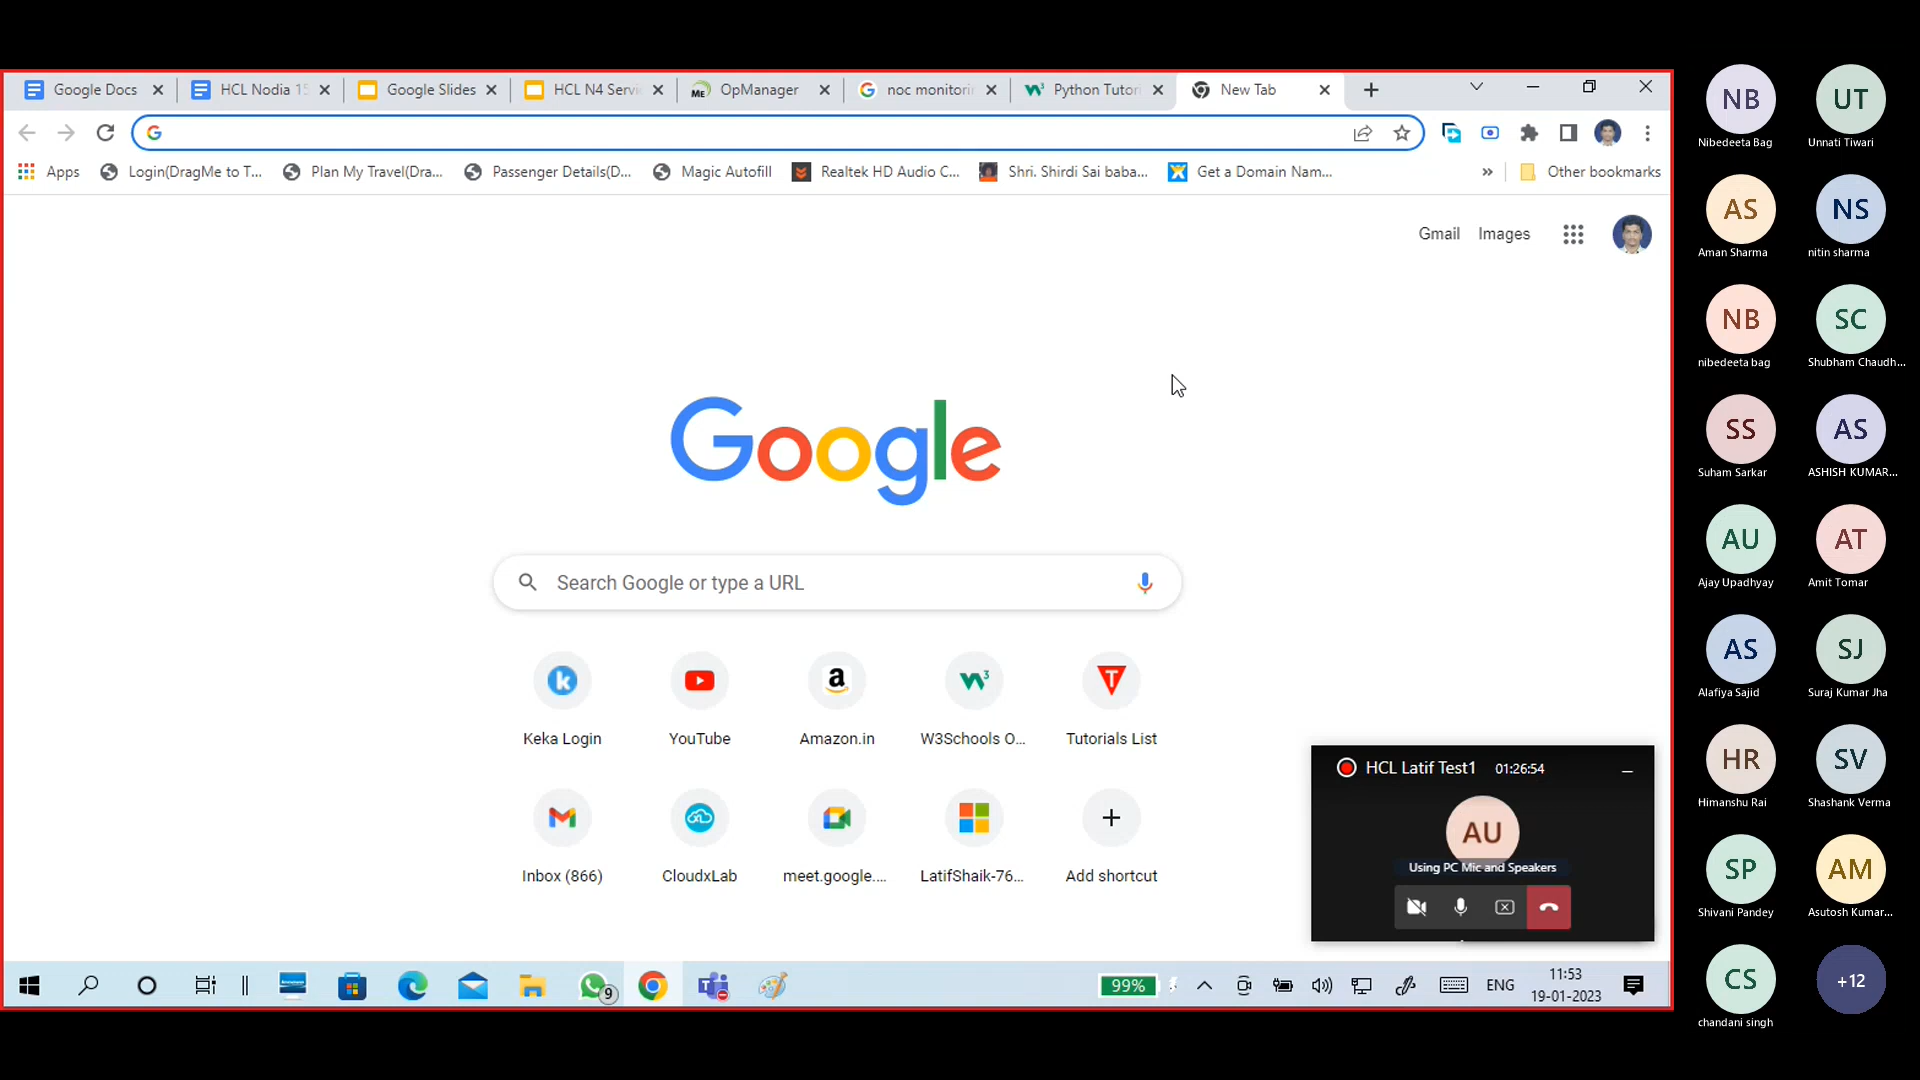 Google Docs
HCL Nodia 15
Google Slides
HCL N4 Servi
OpManager
noc monitorin
Python Tutori
New Tab
Apps
Login(DragMe to T...
Plan My Travel(Dra...
Passenger Details(D...
Magic Autofill
Realtek HD Audio C...
Shri. Shirdi Sai baba...
Get a Domain Nam...
»
Other bookmarks
Gmail
Images
Google
Search Google or type a URL
Keka Login
YouTube
Amazon.in
W3Schools O...
Tutorials List
Inbox (866)
CloudxLab
meet.google....
LatifShaik-76...
Add shortcut
HCL Latif Test1
01:26:54
AU
Using PC Mic and Speakers
9
99%
ENG
11:53
19-01-2023
NB
Nibedeeta Bag
UT
Unnati Tiwari
AS
Aman Sharma
NS
nitin sharma
NB
nibedeeta bag
SC
Shubham Chaudh...
SS
Suham Sarkar
AS
ASHISH KUMAR...
AU
Ajay Upadhyay
AT
Amit Tomar
AS
Alafiya Sajid
SJ
Suraj Kumar Jha
HR
Himanshu Rai
SV
Shashank Verma
SP
Shivani Pandey
AM
Asutosh Kumar...
CS
chandani singh
+12